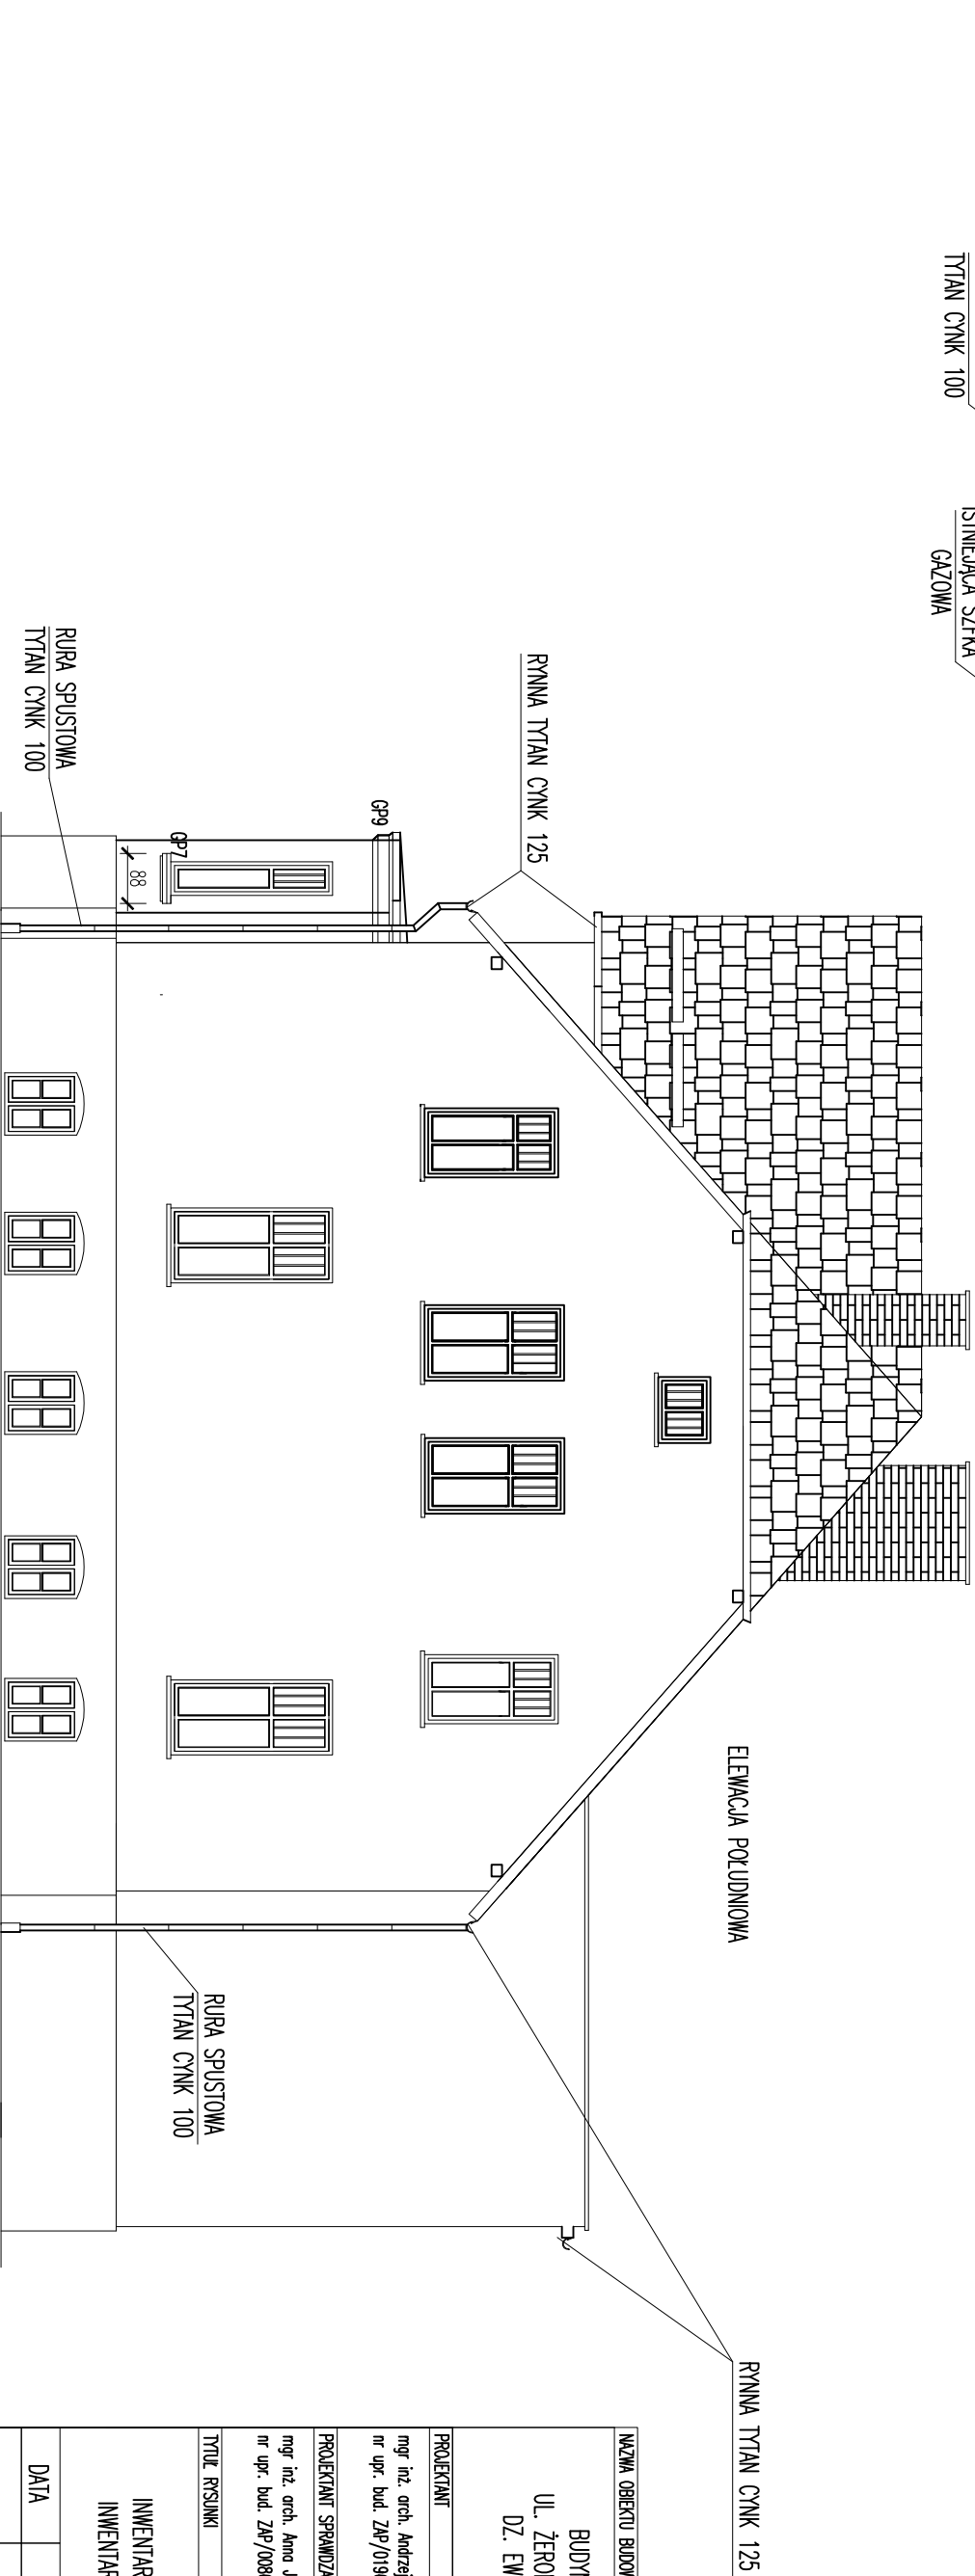 TYTAN CYNK 100
ISTNIEJĄCA SZFKA
GAZOWA
RYNNA TYTAN CYNK 125
RURA SPUSTOWA
TYTAN CYNK 100
GP9
GP7
88
ELEWACJA POŁUDNIOWA
RURA SPUSTOWA
TYTAN CYNK 100
RYNNA TYTAN CYNK 125
NAZWA OBIEKTU BUDOW
BUDY
UL. ŻERO
DZ. EW
PROJEKTANT
mgr inż. arch. Andrzej
nr upr. bud. ZAP/019
PROJEKTANT SPRAWDZA
mgr inż. arch. Anna J
nr upr. bud. ZAP/008
TYTUŁ RYSUNKI
INWENTAR
INWENTAR
DATA